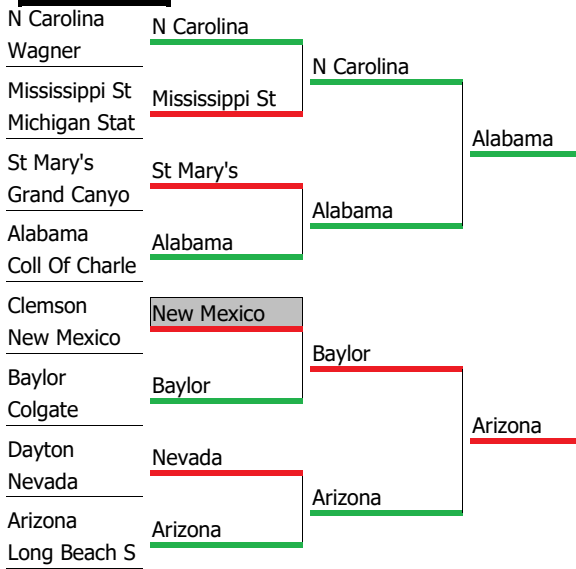 N Carolina
Wagner
Mississippi St
Michigan Stat
St Mary's
Grand Canyo
Alabama
Coll Of Charle
Clemson
New Mexico
Baylor
Colgate
Dayton
Nevada
Arizona
Long Beach S
N Carolina
Mississippi St
St Mary's
Alabama
New Mexico
Baylor
Nevada
Arizona
N Carolina
Alabama
Baylor
Arizona
Alabama
Arizona